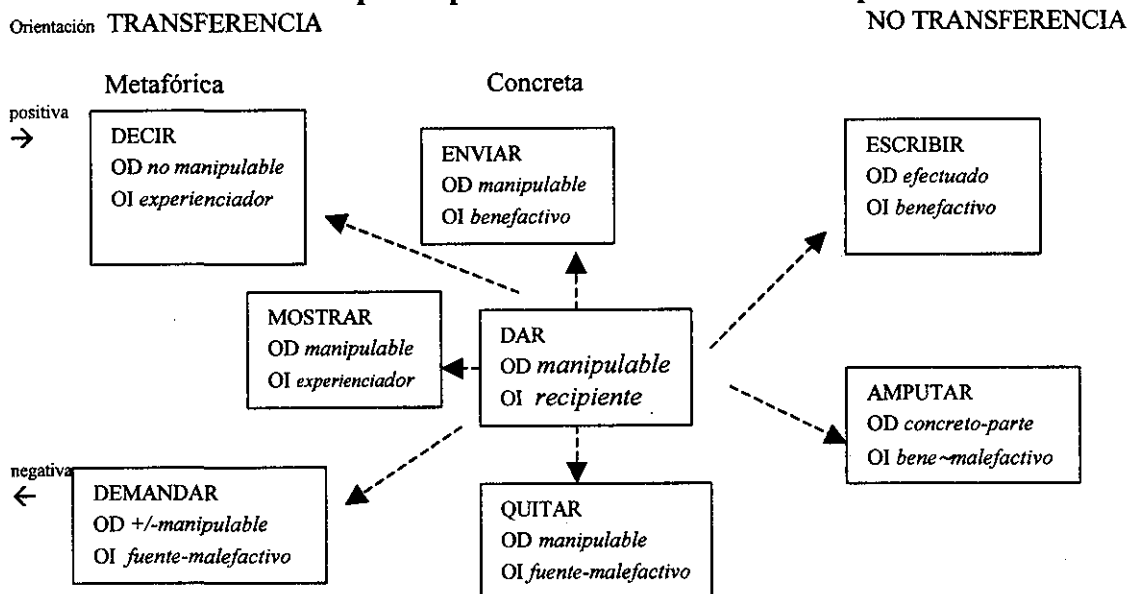 Orientación TRANSFERENCIA NO TRANSFERENCIA
Metafórica Concreta
positiva
→
DECIR
OD no manipulable
OI experienciador
ENVIAR
OD manipulable
OI benefactivo
ESCRIBIR
OD efectuado
OI benefactivo
MOSTRAR
OD manipulable
OI experienciador
DAR
OD manipulable
OI recipiente
AMPUTAR
OD concreto-parte
OI bene~malefactivo
negativa
←
DEMANDAR
OD +/-manipulable
OI fuente-malefactivo
QUITAR
OD manipulable
OI fuente-malefactivo